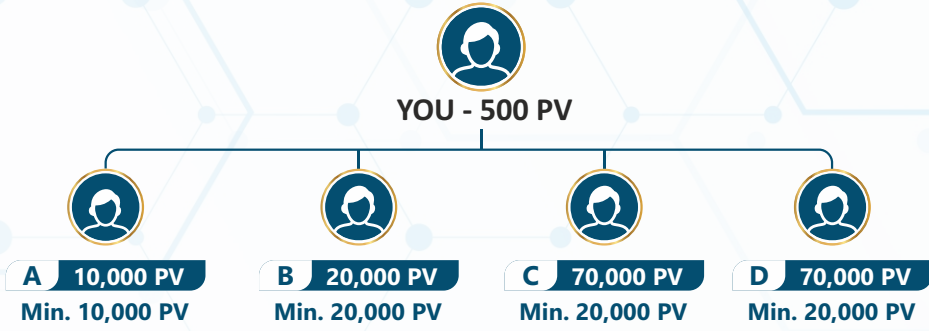 YOU - 500 PV
A 10,000 PV
Min. 10,000 PV
B 20,000 PV
Min. 20,000 PV
C 70,000 PV
Min. 20,000 PV
D 70,000 PV
Min. 20,000 PV